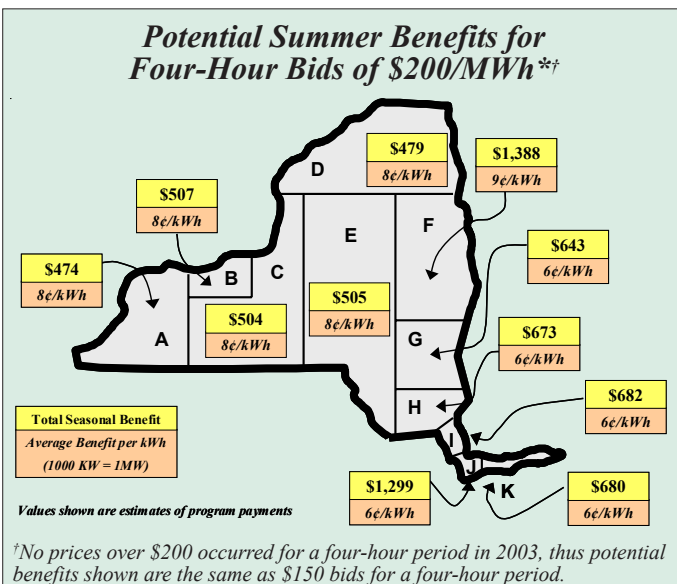 Potential Summer Benefits for
Four-Hour Bids of $200/MWh*†
$479
8¢/kWh
$1,388
9¢/kWh
D
$507
8¢/kWh
F
E
$643
6¢/kWh
$474
8¢/kWh
B
C
$505
8¢/kWh
$504
8¢/kWh
A
G
$673
6¢/kWh
H
$682
6¢/kWh
Total Seasonal Benefit
Average Benefit per kWh
(1000 KW = 1MW)
I
J
K
$1,299
6¢/kWh
$680
6¢/kWh
Values shown are estimates of program payments
†No prices over $200 occurred for a four-hour period in 2003, thus potential
benefits shown are the same as $150 bids for a four-hour period.